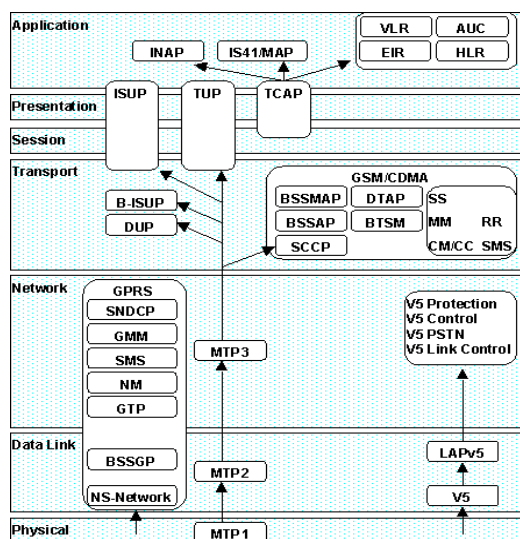 Application
INAP
IS41/MAP
VLR
AUC
EIR
HLR
Presentation
ISUP
TUP
TCAP
Session
Transport
GSM/CDMA
BSSMAP
DTAP
SS
B-ISUP
BSSAP
BTSM
MM
RR
DUP
SCCP
CM/CC
SMS
Network
GPRS
SNDCP
GMM
SMS
NM
GTP
MTP3
V5 Protection
V5 Control
V5 PSTN
V5 Link Control
Data Link
BSSGP
MTP2
LAPv5
NS-Network
V5
Physical
MTP1